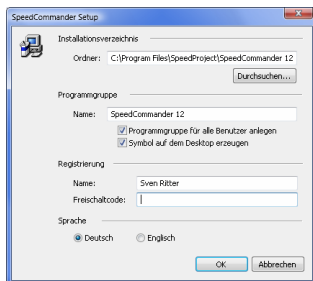 SpeedCommander Setup
Installationsverzeichnis
Ordner: C:\Program Files\SpeedProject\SpeedCommander 12
Durchsuchen...
Programmgruppe
Name: SpeedCommander 12
Programmgruppe für alle Benutzer anlegen
Symbol auf dem Desktop erzeugen
Registrierung
Name: Sven Ritter
Freischaltcode:
Sprache
Deutsch Englisch
OK Abbrechen